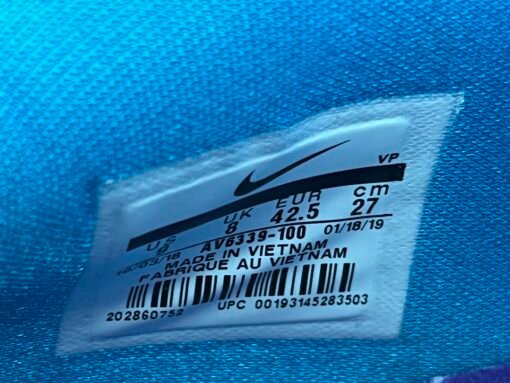 VP
US UK EUR cm
8 8 42.5 27
AV6339-100 01/18/19
MADE IN VIETNAM
FABRIQUE AU VIETNAM
202860752 UPC 00193145283503